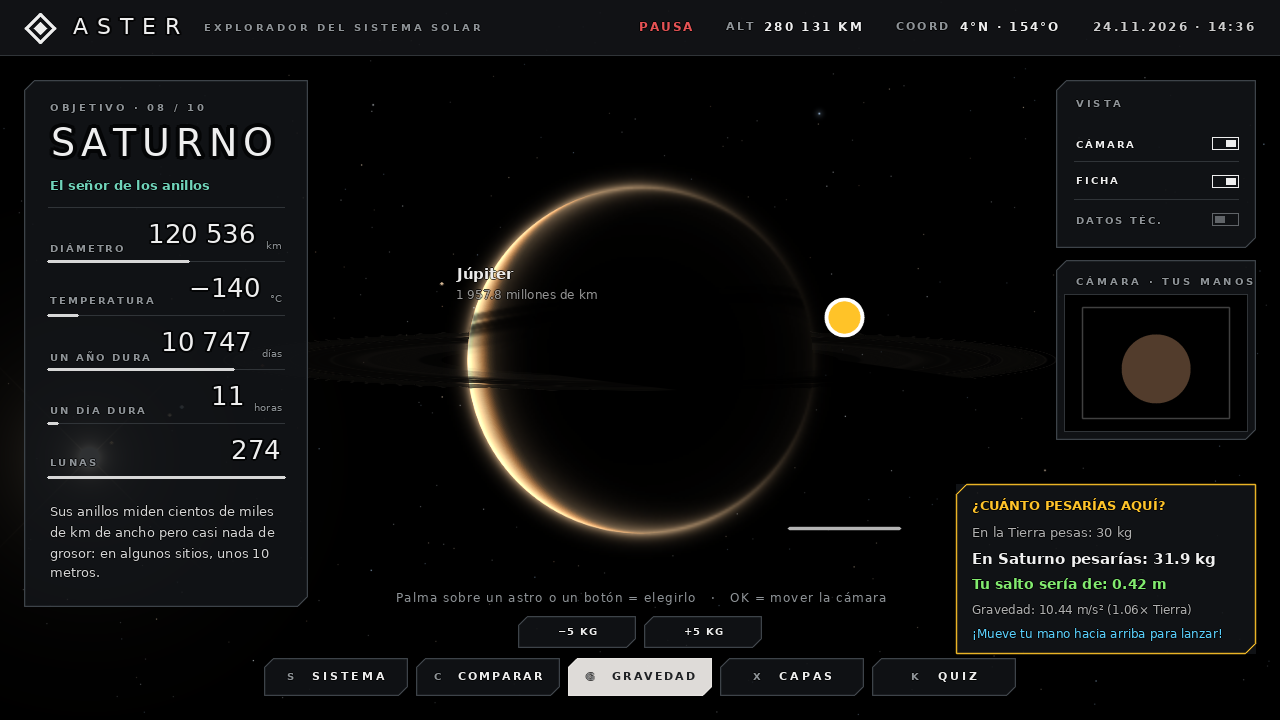 ASTER
EXPLORADOR DEL SISTEMA SOLAR
PAUSA
ALT 280 131 KM
COORD 4°N · 154°O
24.11.2026 · 14:36
OBJETIVO · 08 / 10
SATURNO
El señor de los anillos
DIÁMETRO 120 536 km
TEMPERATURA −140 °C
UN AÑO DURA 10 747 días
UN DÍA DURA 11 horas
LUNAS 274
Sus anillos miden cientos de miles
de km de ancho pero casi nada de
grosor: en algunos sitios, unos 10
metros.
Júpiter
1 957.8 millones de km
VISTA
CÁMARA
FICHA
DATOS TÉC.
CÁMARA · TUS MANOS
¿CUÁNTO PESARÍAS AQUÍ?
En la Tierra pesas: 30 kg
En Saturno pesarías: 31.9 kg
Tu salto sería de: 0.42 m
Gravedad: 10.44 m/s² (1.06× Tierra)
¡Mueve tu mano hacia arriba para lanzar!
Palma sobre un astro o un botón = elegirlo · OK = mover la cámara
−5 KG
+5 KG
S SISTEMA
C COMPARAR
G GRAVEDAD
X CAPAS
K QUIZ